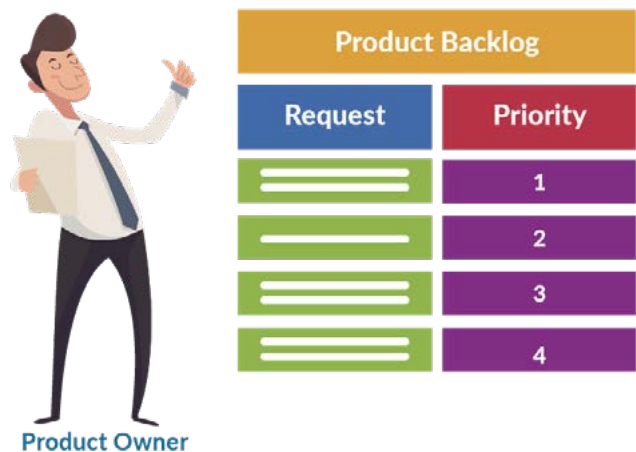 Product Backlog
Request
Priority
1
2
3
4
Product Owner